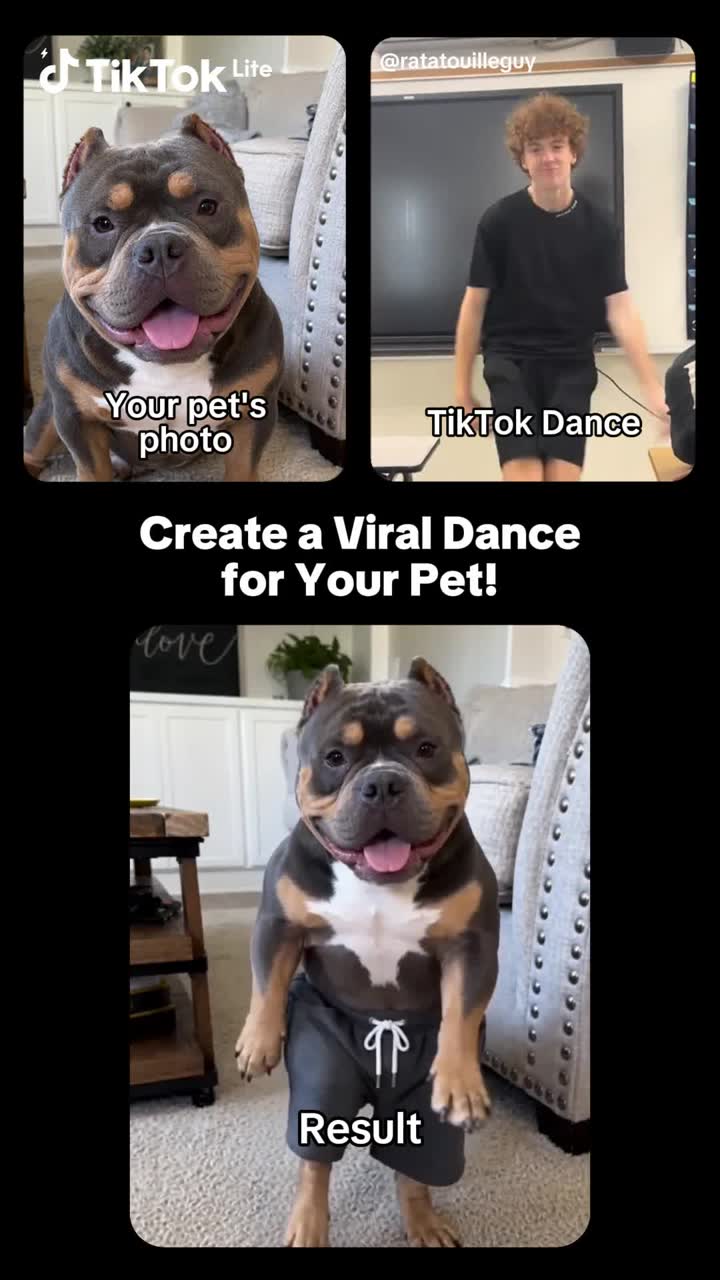 TikTok Lite
@ratatouilleguy
Your pet's
photo
TikTok Dance
Create a Viral Dance
for Your Pet!
love
Result